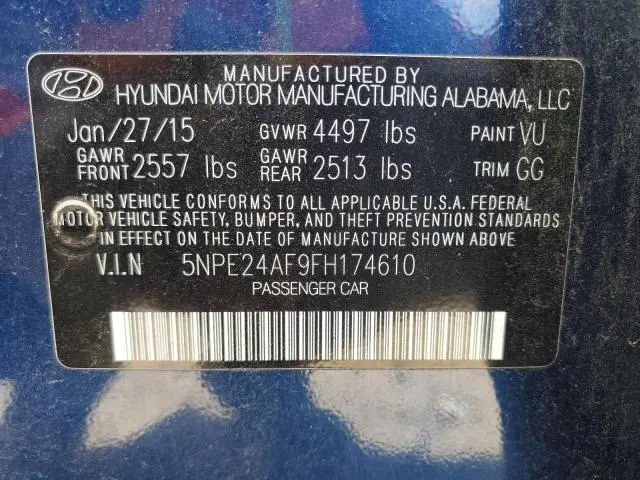 MANUFACTURED BY
HYUNDAI MOTOR MANUFACTURING ALABAMA, LLC
Jan/27/15 GVWR 4497 lbs PAINT VU
GAWR FRONT 2557 lbs GAWR REAR 2513 lbs TRIM GG
THIS VEHICLE CONFORMS TO ALL APPLICABLE U.S.A. FEDERAL
MOTOR VEHICLE SAFETY, BUMPER, AND THEFT PREVENTION STANDARDS
IN EFFECT ON THE DATE OF MANUFACTURE SHOWN ABOVE
V.I.N 5NPE24AF9FH174610
PASSENGER CAR